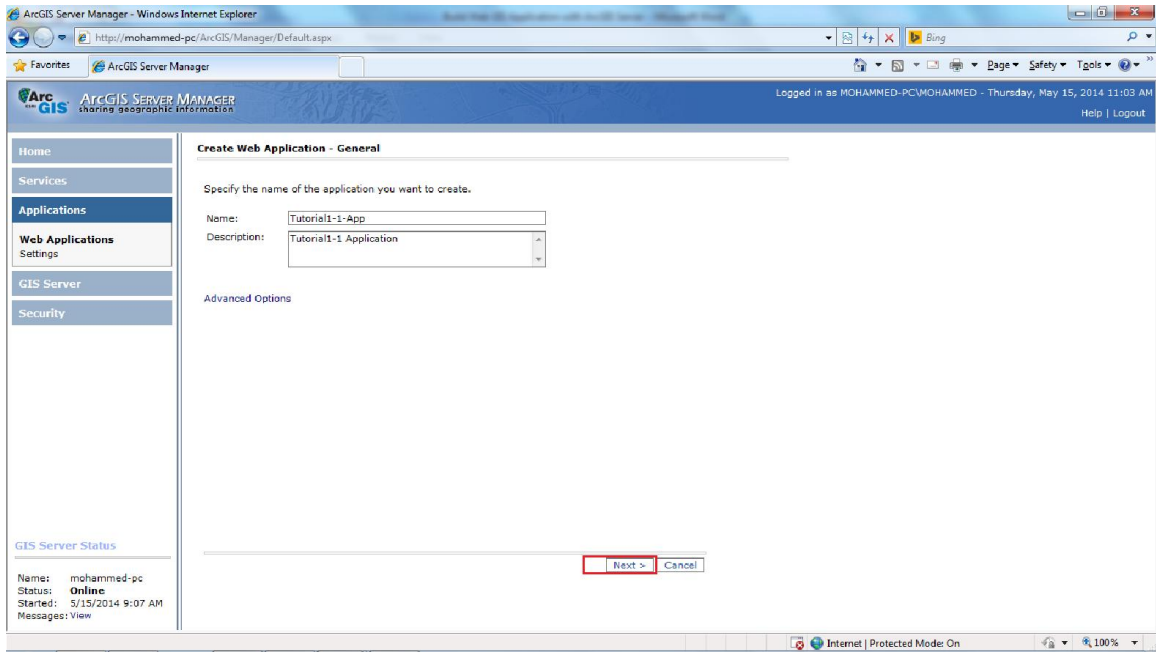 ArcGIS Server Manager - Windows Internet Explorer
http://mohammed-pc/ArcGIS/Manager/Default.aspx
Bing
Favorites
ArcGIS Server Manager
Page
Safety
Tools
»
Arc GIS
ArcGIS Server Manager
sharing geographic information
Logged in as MOHAMMED-PC\MOHAMMED - Thursday, May 15, 2014 11:03 AM
Help | Logout
Home
Services
Applications
Web Applications
Settings
GIS Server
Security
Create Web Application - General
Specify the name of the application you want to create.
Name: Tutorial1-1-App
Description: Tutorial1-1 Application
Advanced Options
Next >
Cancel
GIS Server Status
Name: mohammed-pc
Status: Online
Started: 5/15/2014 9:07 AM
Messages: View
Internet | Protected Mode: On
100%